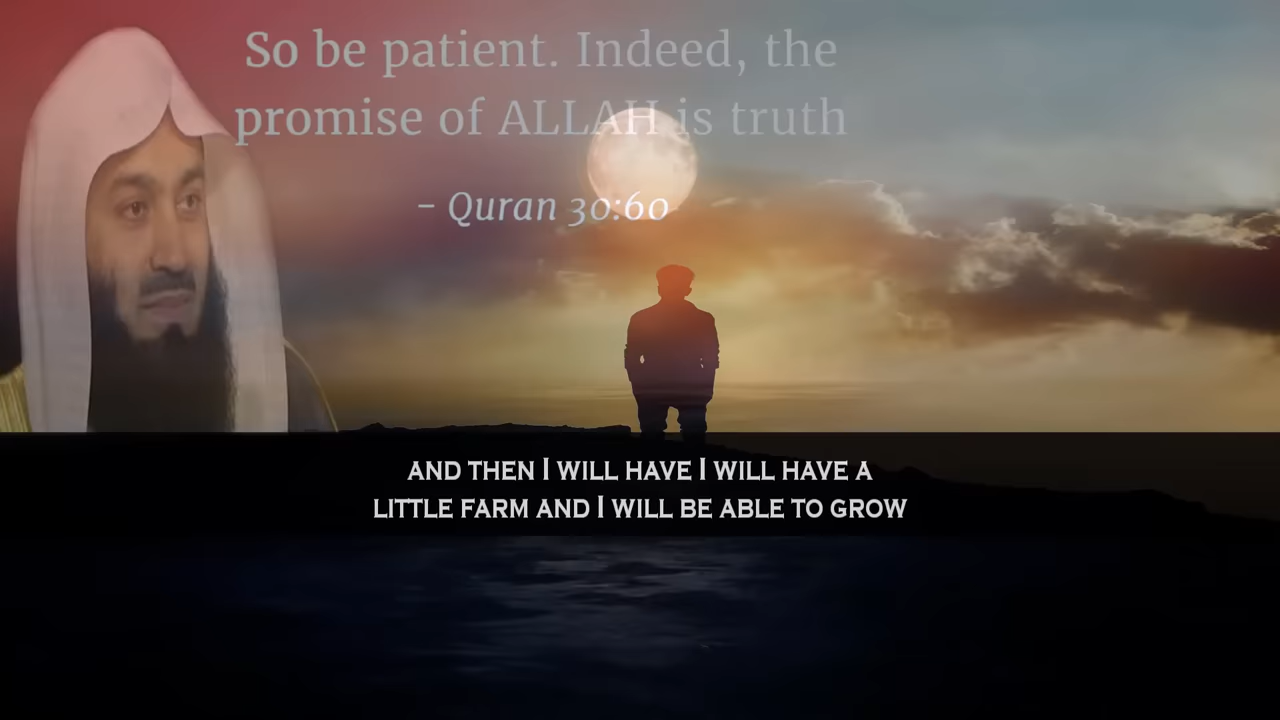 So be patient. Indeed, the
promise of ALLAH is truth
– Quran 30:60
AND THEN I WILL HAVE I WILL HAVE A
LITTLE FARM AND I WILL BE ABLE TO GROW